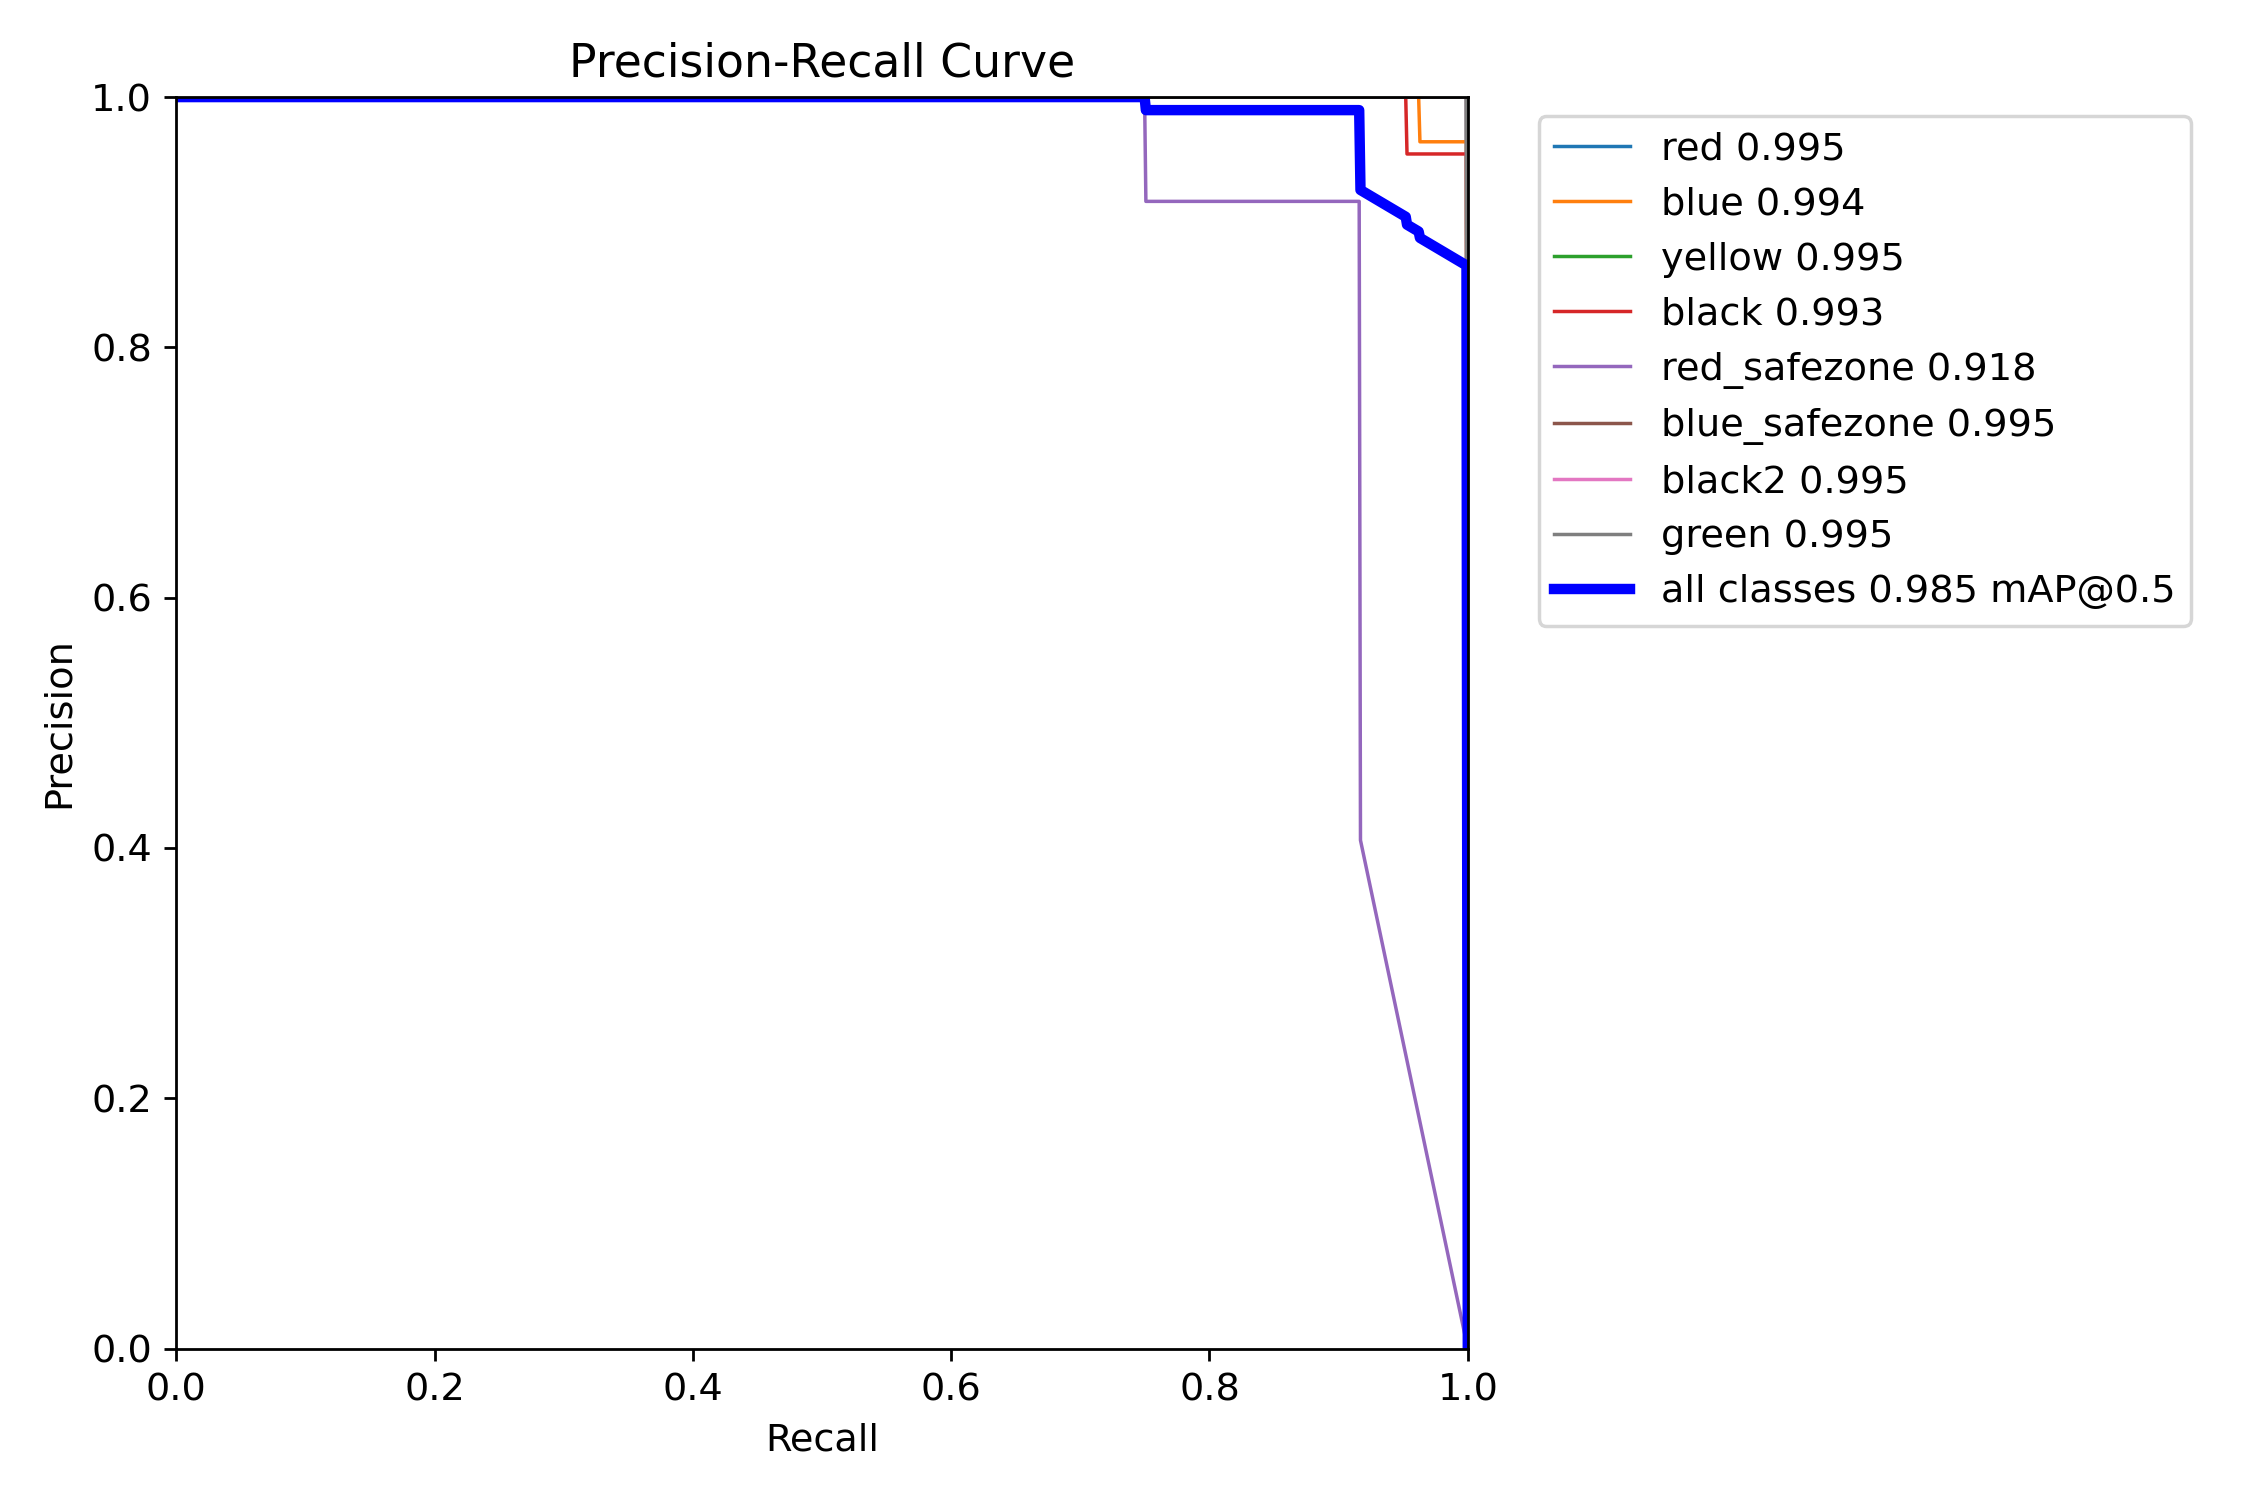 Precision-Recall Curve
1.0
0.8
0.6
0.4
0.2
0.0
Precision
0.0 0.2 0.4 0.6 0.8 1.0
Recall
red 0.995
blue 0.994
yellow 0.995
black 0.993
red_safezone 0.918
blue_safezone 0.995
black2 0.995
green 0.995
all classes 0.985 mAP@0.5